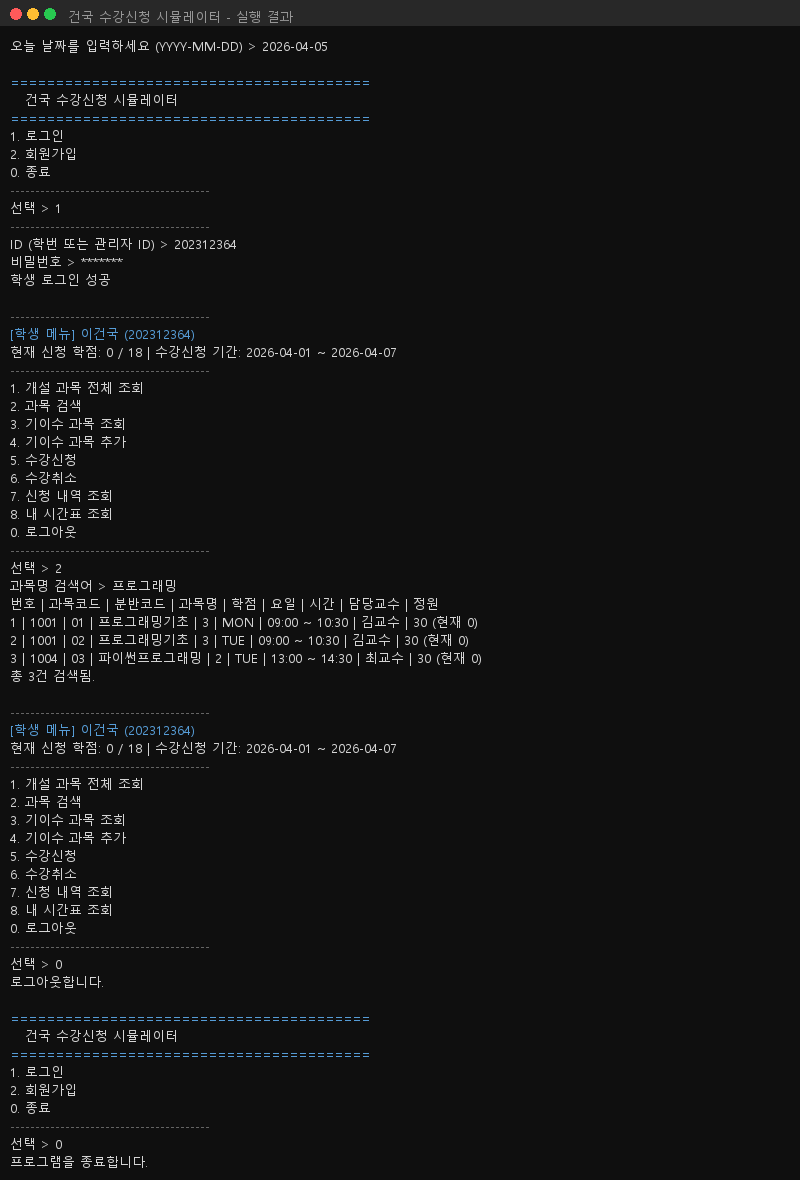 건국 수강신청 시뮬레이터 - 실행 결과
오늘 날짜를 입력하세요 (YYYY-MM-DD) > 2026-04-05
========================================
건국 수강신청 시뮬레이터
========================================
1. 로그인
2. 회원가입
0. 종료
----------------------------------------
선택 > 1
----------------------------------------
ID (학번 또는 관리자 ID) > 202312364
비밀번호 > *******
학생 로그인 성공
----------------------------------------
[학생 메뉴] 이건국 (202312364)
현재 신청 학점: 0 / 18 | 수강신청 기간: 2026-04-01 ~ 2026-04-07
----------------------------------------
1. 개설 과목 전체 조회
2. 과목 검색
3. 기이수 과목 조회
4. 기이수 과목 추가
5. 수강신청
6. 수강취소
7. 신청 내역 조회
8. 내 시간표 조회
0. 로그아웃
----------------------------------------
선택 > 2
과목명 검색어 > 프로그래밍
번호 | 과목코드 | 분반코드 | 과목명 | 학점 | 요일 | 시간 | 담당교수 | 정원
1 | 1001 | 01 | 프로그래밍기초 | 3 | MON | 09:00 ~ 10:30 | 김교수 | 30 (현재 0)
2 | 1001 | 02 | 프로그래밍기초 | 3 | TUE | 09:00 ~ 10:30 | 김교수 | 30 (현재 0)
3 | 1004 | 03 | 파이썬프로그래밍 | 2 | TUE | 13:00 ~ 14:30 | 최교수 | 30 (현재 0)
총 3건 검색됨.
----------------------------------------
[학생 메뉴] 이건국 (202312364)
현재 신청 학점: 0 / 18 | 수강신청 기간: 2026-04-01 ~ 2026-04-07
----------------------------------------
1. 개설 과목 전체 조회
2. 과목 검색
3. 기이수 과목 조회
4. 기이수 과목 추가
5. 수강신청
6. 수강취소
7. 신청 내역 조회
8. 내 시간표 조회
0. 로그아웃
----------------------------------------
선택 > 0
로그아웃합니다.
========================================
건국 수강신청 시뮬레이터
========================================
1. 로그인
2. 회원가입
0. 종료
----------------------------------------
선택 > 0
프로그램을 종료합니다.